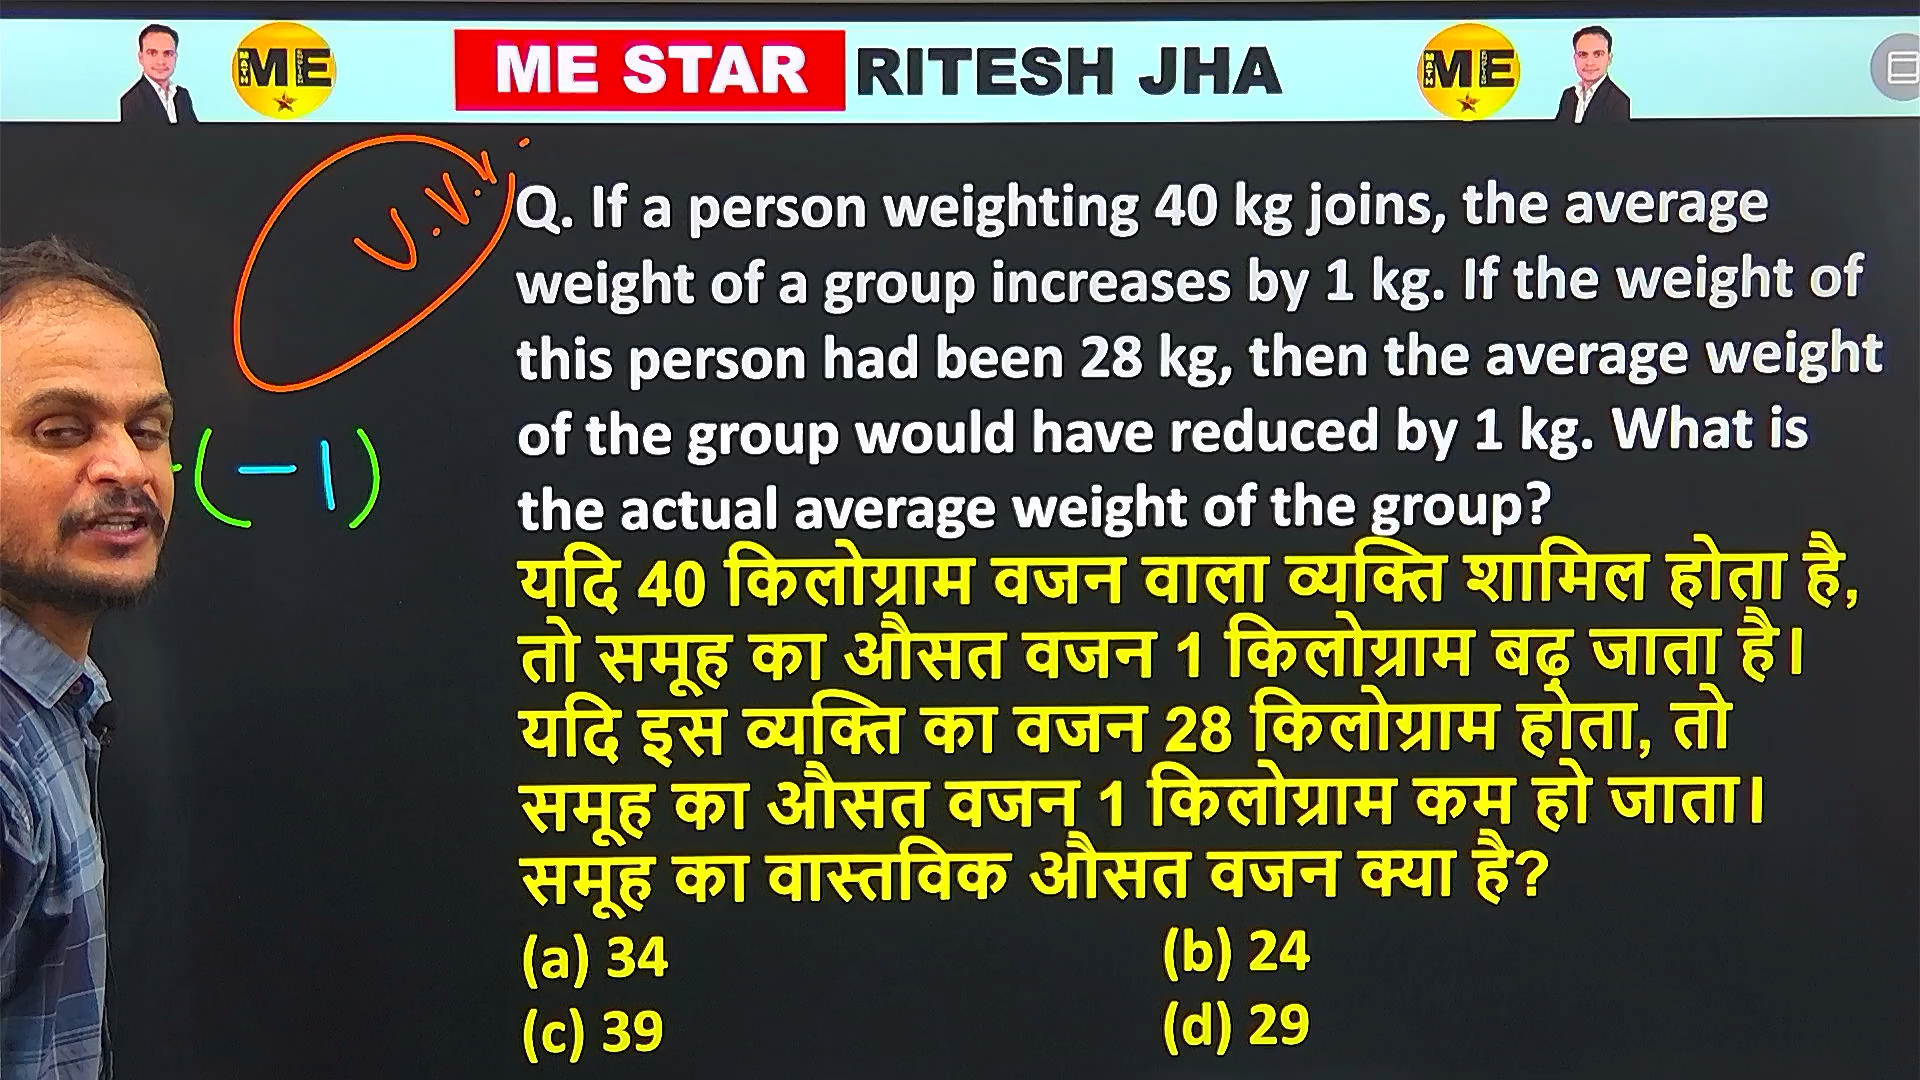 ME STAR RITESH JHA
MATH ME ENGLISH
MATH ME ENGLISH
v.v.
Q. If a person weighting 40 kg joins, the average
weight of a group increases by 1 kg. If the weight of
this person had been 28 kg, then the average weight
of the group would have reduced by 1 kg. What is
the actual average weight of the group?
(-1)
यदि 40 किलोग्राम वजन वाला व्यक्ति शामिल होता है,
तो समूह का औसत वजन 1 किलोग्राम बढ़ जाता है।
यदि इस व्यक्ति का वजन 28 किलोग्राम होता, तो
समूह का औसत वजन 1 किलोग्राम कम हो जाता।
समूह का वास्तविक औसत वजन क्या है?
(a) 34 (b) 24
(c) 39 (d) 29